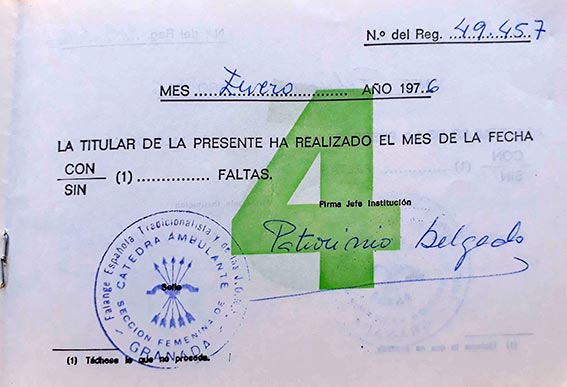 N.º del Reg. 49.457
MES Enero AÑO 1976
4
LA TITULAR DE LA PRESENTE HA REALIZADO EL MES DE LA FECHA
CON
SIN (1) FALTAS.
Firma Jefe Institución
Patrocinio Delgado
Falange Española Tradicionalista y de las J.O.N.S.
CATEDRA AMBULANTE
Sello
SECCION FEMENINA DE
GRANADA
(1) Táchese lo que no proceda.